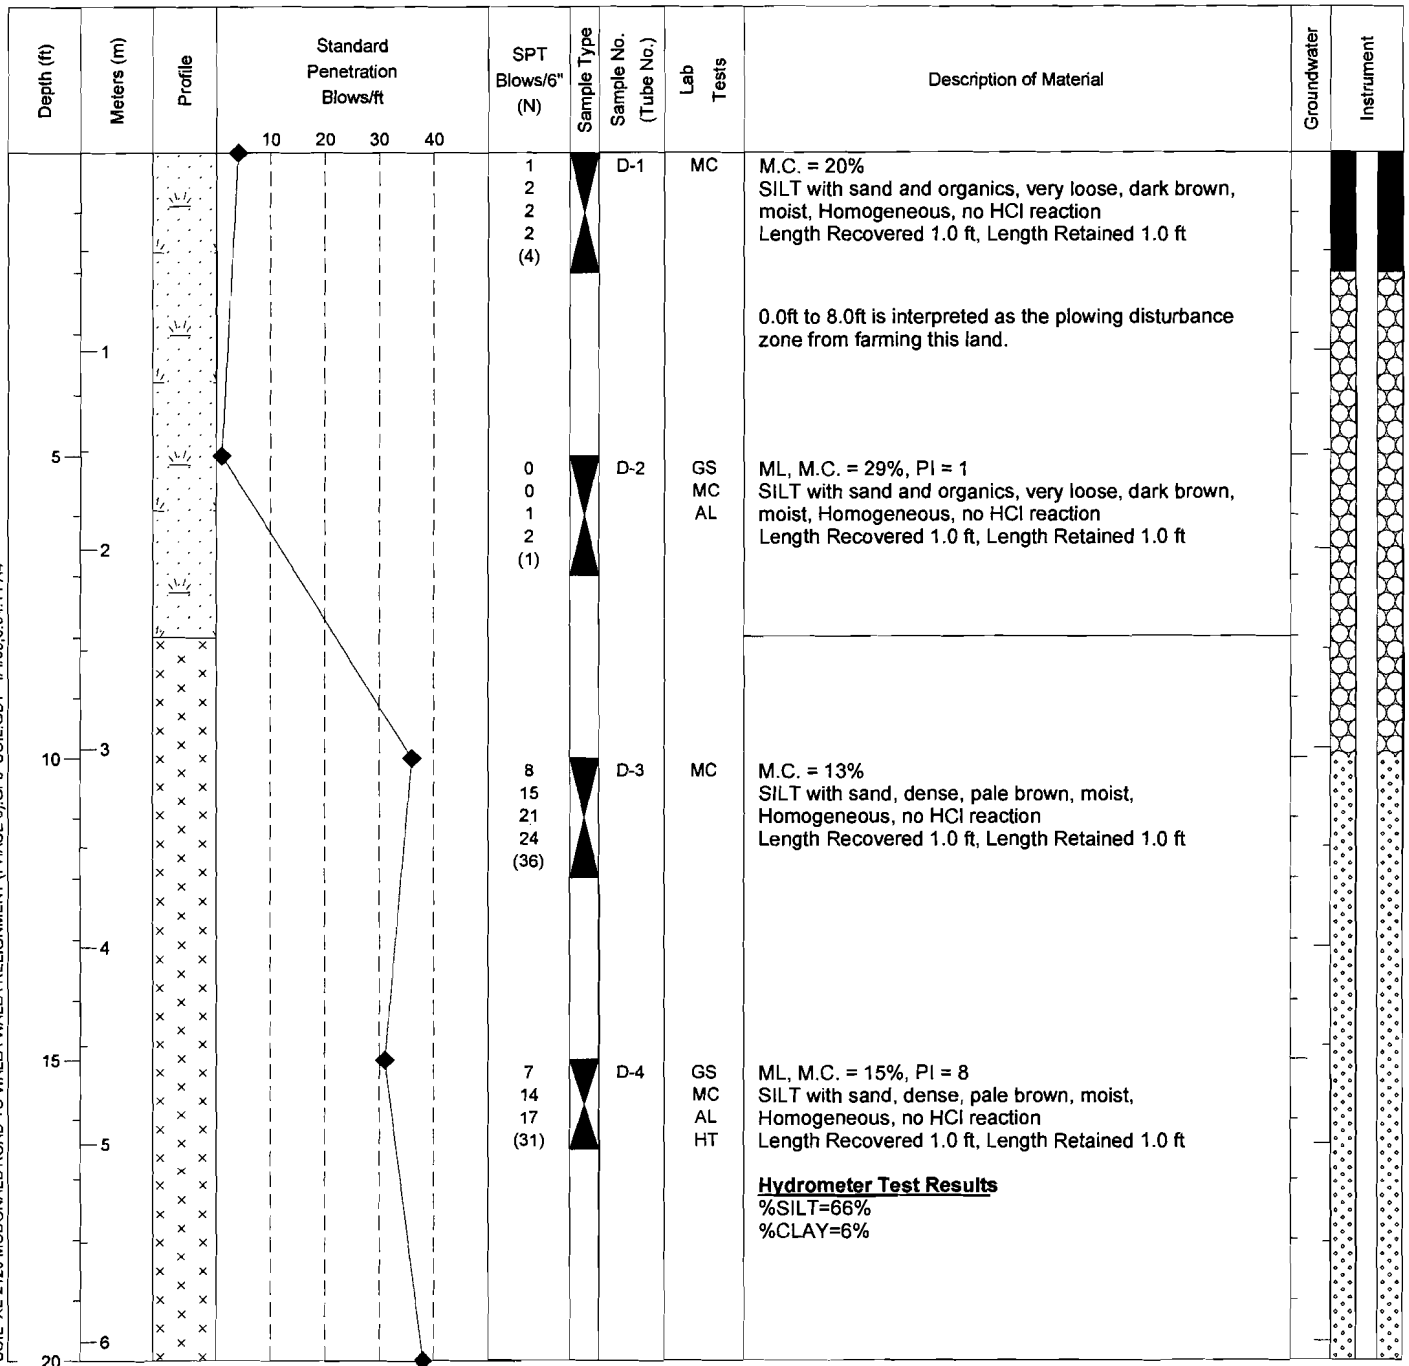 Depth (ft)
Meters (m)
Profile
Standard
Penetration
Blows/ft
10 20 30 40
SPT
Blows/6"
(N)
Sample Type
Sample No.
(Tube No.)
Lab
Tests
Description of Material
Groundwater
Instrument
1
2
2
2
(4)
D-1
MC
M.C. = 20%
SILT with sand and organics, very loose, dark brown,
moist, Homogeneous, no HCl reaction
Length Recovered 1.0 ft, Length Retained 1.0 ft
0.0ft to 8.0ft is interpreted as the plowing disturbance
zone from farming this land.
1
5
0
0
1
2
(1)
D-2
GS
MC
AL
ML, M.C. = 29%, PI = 1
SILT with sand and organics, very loose, dark brown,
moist, Homogeneous, no HCl reaction
Length Recovered 1.0 ft, Length Retained 1.0 ft
2
3
10
8
15
21
24
(36)
D-3
MC
M.C. = 13%
SILT with sand, dense, pale brown, moist,
Homogeneous, no HCl reaction
Length Recovered 1.0 ft, Length Retained 1.0 ft
4
15
7
14
17
(31)
D-4
GS
MC
AL
HT
ML, M.C. = 15%, PI = 8
SILT with sand, dense, pale brown, moist,
Homogeneous, no HCl reaction
Length Recovered 1.0 ft, Length Retained 1.0 ft
5
Hydrometer Test Results
%SILT=66%
%CLAY=6%
6
20